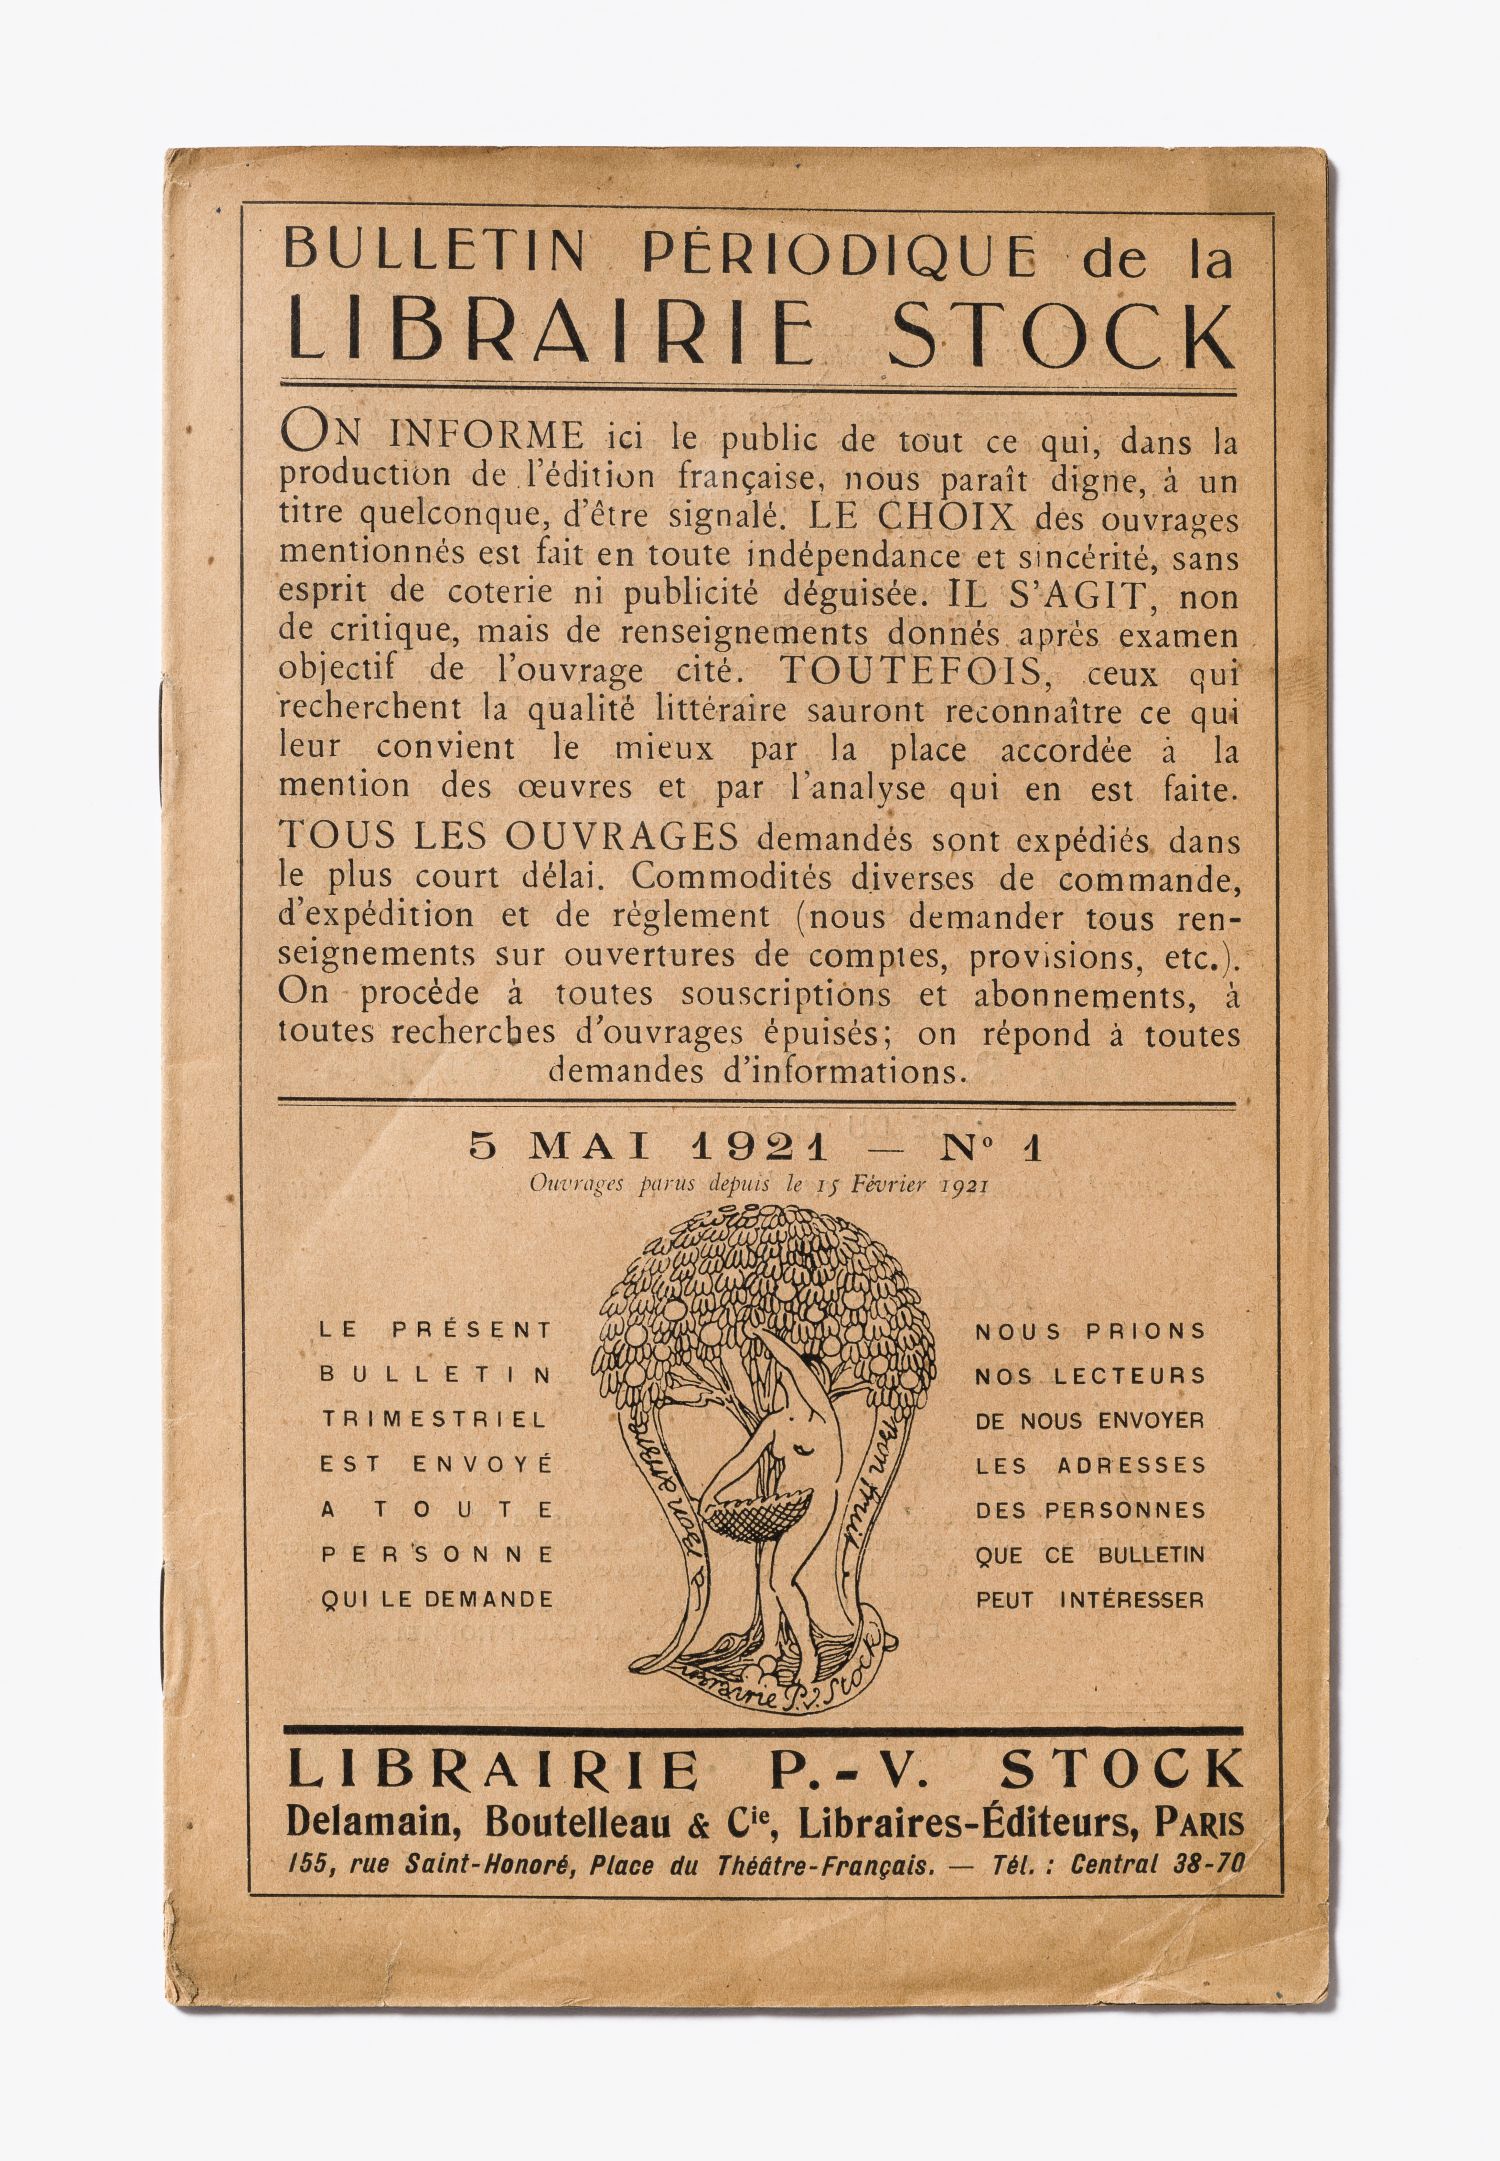 BULLETIN PÉRIODIQUE de la
LIBRAIRIE STOCK
ON INFORME ici le public de tout ce qui, dans la
production de l'édition française, nous paraît digne, à un
titre quelconque, d'être signalé. LE CHOIX des ouvrages
mentionnés est fait en toute indépendance et sincérité, sans
esprit de coterie ni publicité déguisée. IL S'AGIT, non
de critique, mais de renseignements donnés après examen
objectif de l'ouvrage cité. TOUTEFOIS, ceux qui
recherchent la qualité littéraire sauront reconnaître ce qui
leur convient le mieux par la place accordée à la
mention des œuvres et par l'analyse qui en est faite.
TOUS LES OUVRAGES demandés sont expédiés dans
le plus court délai. Commodités diverses de commande,
d'expédition et de règlement (nous demander tous ren-
seignements sur ouvertures de comptes, provisions, etc.).
On procède à toutes souscriptions et abonnements, à
toutes recherches d'ouvrages épuisés; on répond à toutes
demandes d'informations.
5 MAI 1921 — Nº 1
Ouvrages parus depuis le 15 Février 1921
LE PRÉSENT
BULLETIN
TRIMESTRIEL
EST ENVOYÉ
A TOUTE
PERSONNE
QUI LE DEMANDE
De bon arbre
bon fruit
Librairie P.V. Stock
NOUS PRIONS
NOS LECTEURS
DE NOUS ENVOYER
LES ADRESSES
DES PERSONNES
QUE CE BULLETIN
PEUT INTÉRESSER
LIBRAIRIE P.-V. STOCK
Delamain, Boutelleau & Cie, Libraires-Éditeurs, PARIS
155, rue Saint-Honoré, Place du Théâtre-Français. — Tél. : Central 38-70